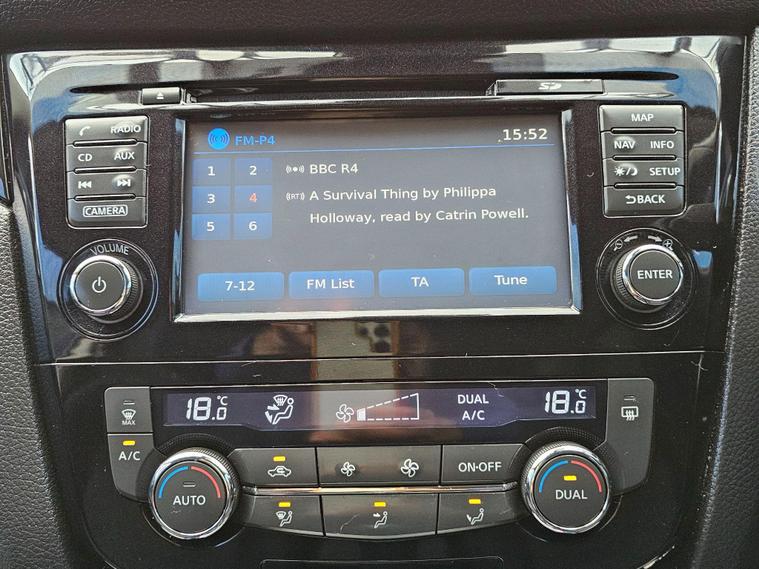 SD
RADIO
CD AUX
CAMERA
VOLUME
FM-P4
15:52
1 2
3 4
5 6
BBC R4
(RT) A Survival Thing by Philippa
Holloway, read by Catrin Powell.
7-12 FM List TA Tune
MAP
NAV INFO
SETUP
BACK
ENTER
18.0 °C
DUAL
A/C
18.0 °C
MAX
A/C
AUTO
ON·OFF
DUAL